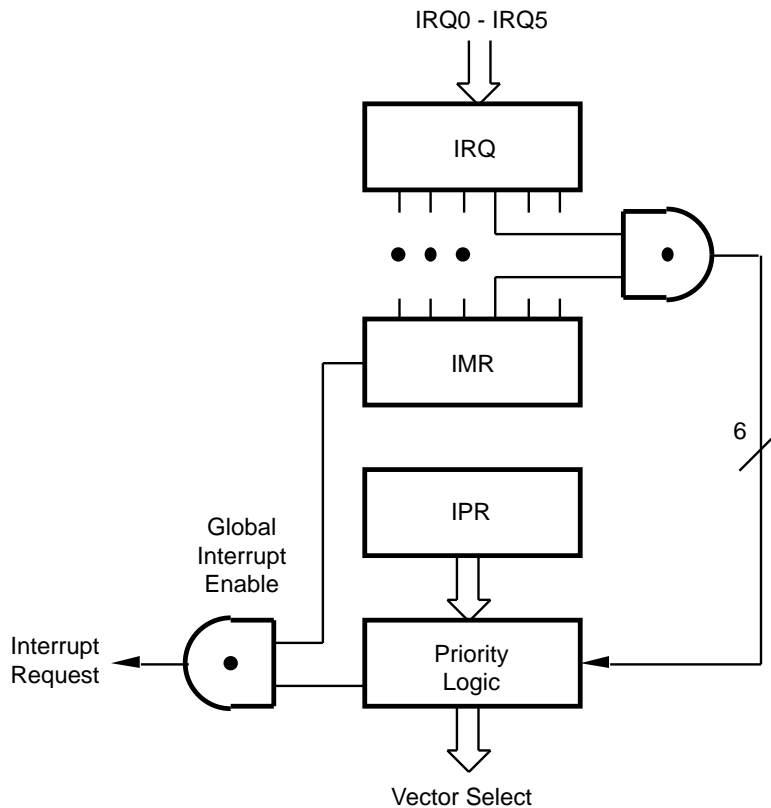 IRQ0 - IRQ5
IRQ
IMR
6
IPR
Global
Interrupt
Enable
Interrupt
Request
Priority
Logic
Vector Select